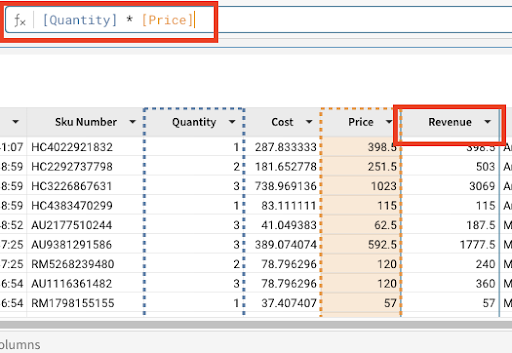 fx [Quantity] * [Price]
Sku Number Quantity Cost Price Revenue
1:07 HC4022921832 1 287.833333 398.5 398.5 A
8:59 HC2292737798 2 181.652778 251.5 503 A
8:59 HC3226867631 3 738.969136 1023 3069 A
8:59 HC4383470299 1 83.111111 115 115 A
8:52 AU2177510244 3 41.049383 62.5 187.5 M
7:25 AU9381291586 3 389.074074 592.5 1777.5 M
7:25 RM5268239480 2 78.796296 120 240 M
6:54 AU1116361482 3 78.796296 120 360 M
6:54 RM1798155155 1 37.407407 57 57 M
olumns